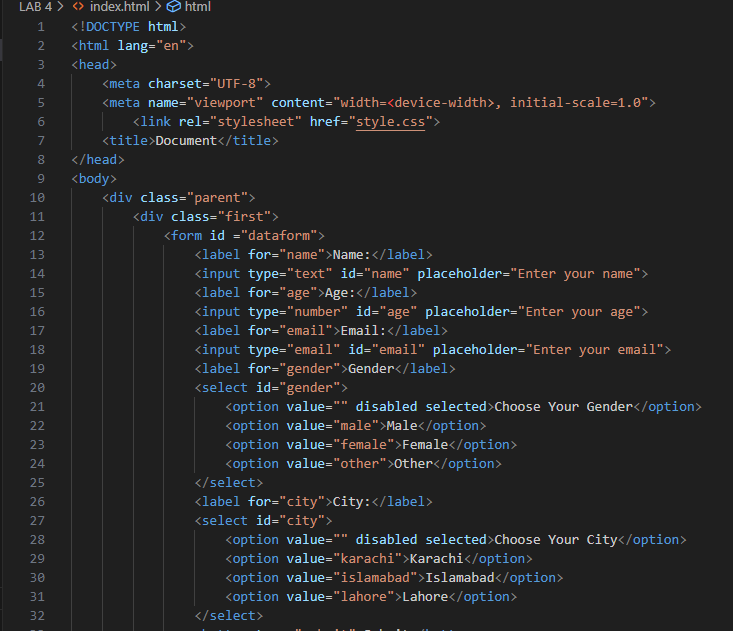 LAB 4 > <> index.html > html
1 <!DOCTYPE html>
2 <html lang="en">
3 <head>
4 <meta charset="UTF-8">
5 <meta name="viewport" content="width=<device-width>, initial-scale=1.0">
6 <link rel="stylesheet" href="style.css">
7 <title>Document</title>
8 </head>
9 <body>
10 <div class="parent">
11 <div class="first">
12 <form id ="dataform">
13 <label for="name">Name:</label>
14 <input type="text" id="name" placeholder="Enter your name">
15 <label for="age">Age:</label>
16 <input type="number" id="age" placeholder="Enter your age">
17 <label for="email">Email:</label>
18 <input type="email" id="email" placeholder="Enter your email">
19 <label for="gender">Gender</label>
20 <select id="gender">
21 <option value="" disabled selected>Choose Your Gender</option>
22 <option value="male">Male</option>
23 <option value="female">Female</option>
24 <option value="other">Other</option>
25 </select>
26 <label for="city">City:</label>
27 <select id="city">
28 <option value="" disabled selected>Choose Your City</option>
29 <option value="karachi">Karachi</option>
30 <option value="islamabad">Islamabad</option>
31 <option value="lahore">Lahore</option>
32 </select>